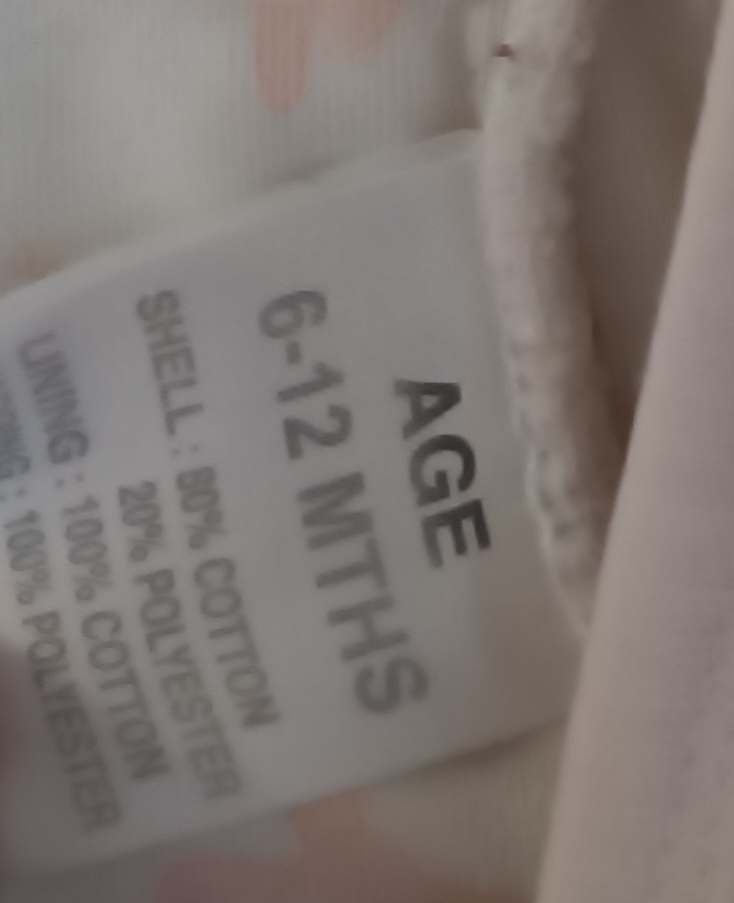 AGE
6-12 MTHS
SHELL : 80% COTTON
20% POLYESTER
LINING : 100% COTTON
: 100% POLYESTER